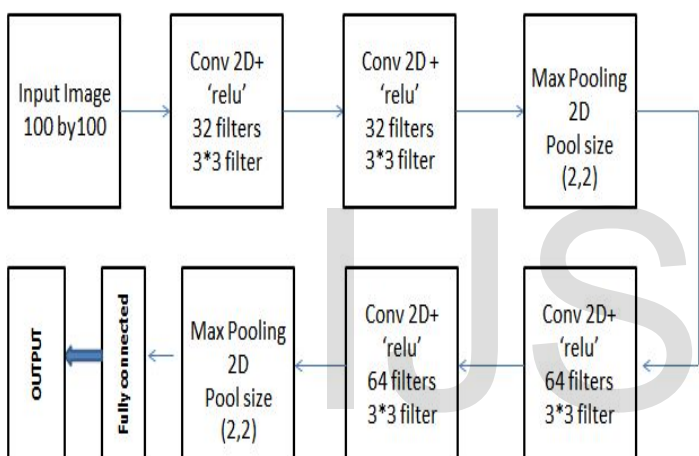 Input Image
100 by100
Conv 2D+
'relu'
32 filters
3*3 filter
Conv 2D +
'relu'
32 filters
3*3 filter
Max Pooling
2D
Pool size
(2,2)
Conv 2D+
'relu'
64 filters
3*3 filter
Conv 2D+
'relu'
64 filters
3*3 filter
Max Pooling
2D
Pool size
(2,2)
Fully connected
OUTPUT
IJS